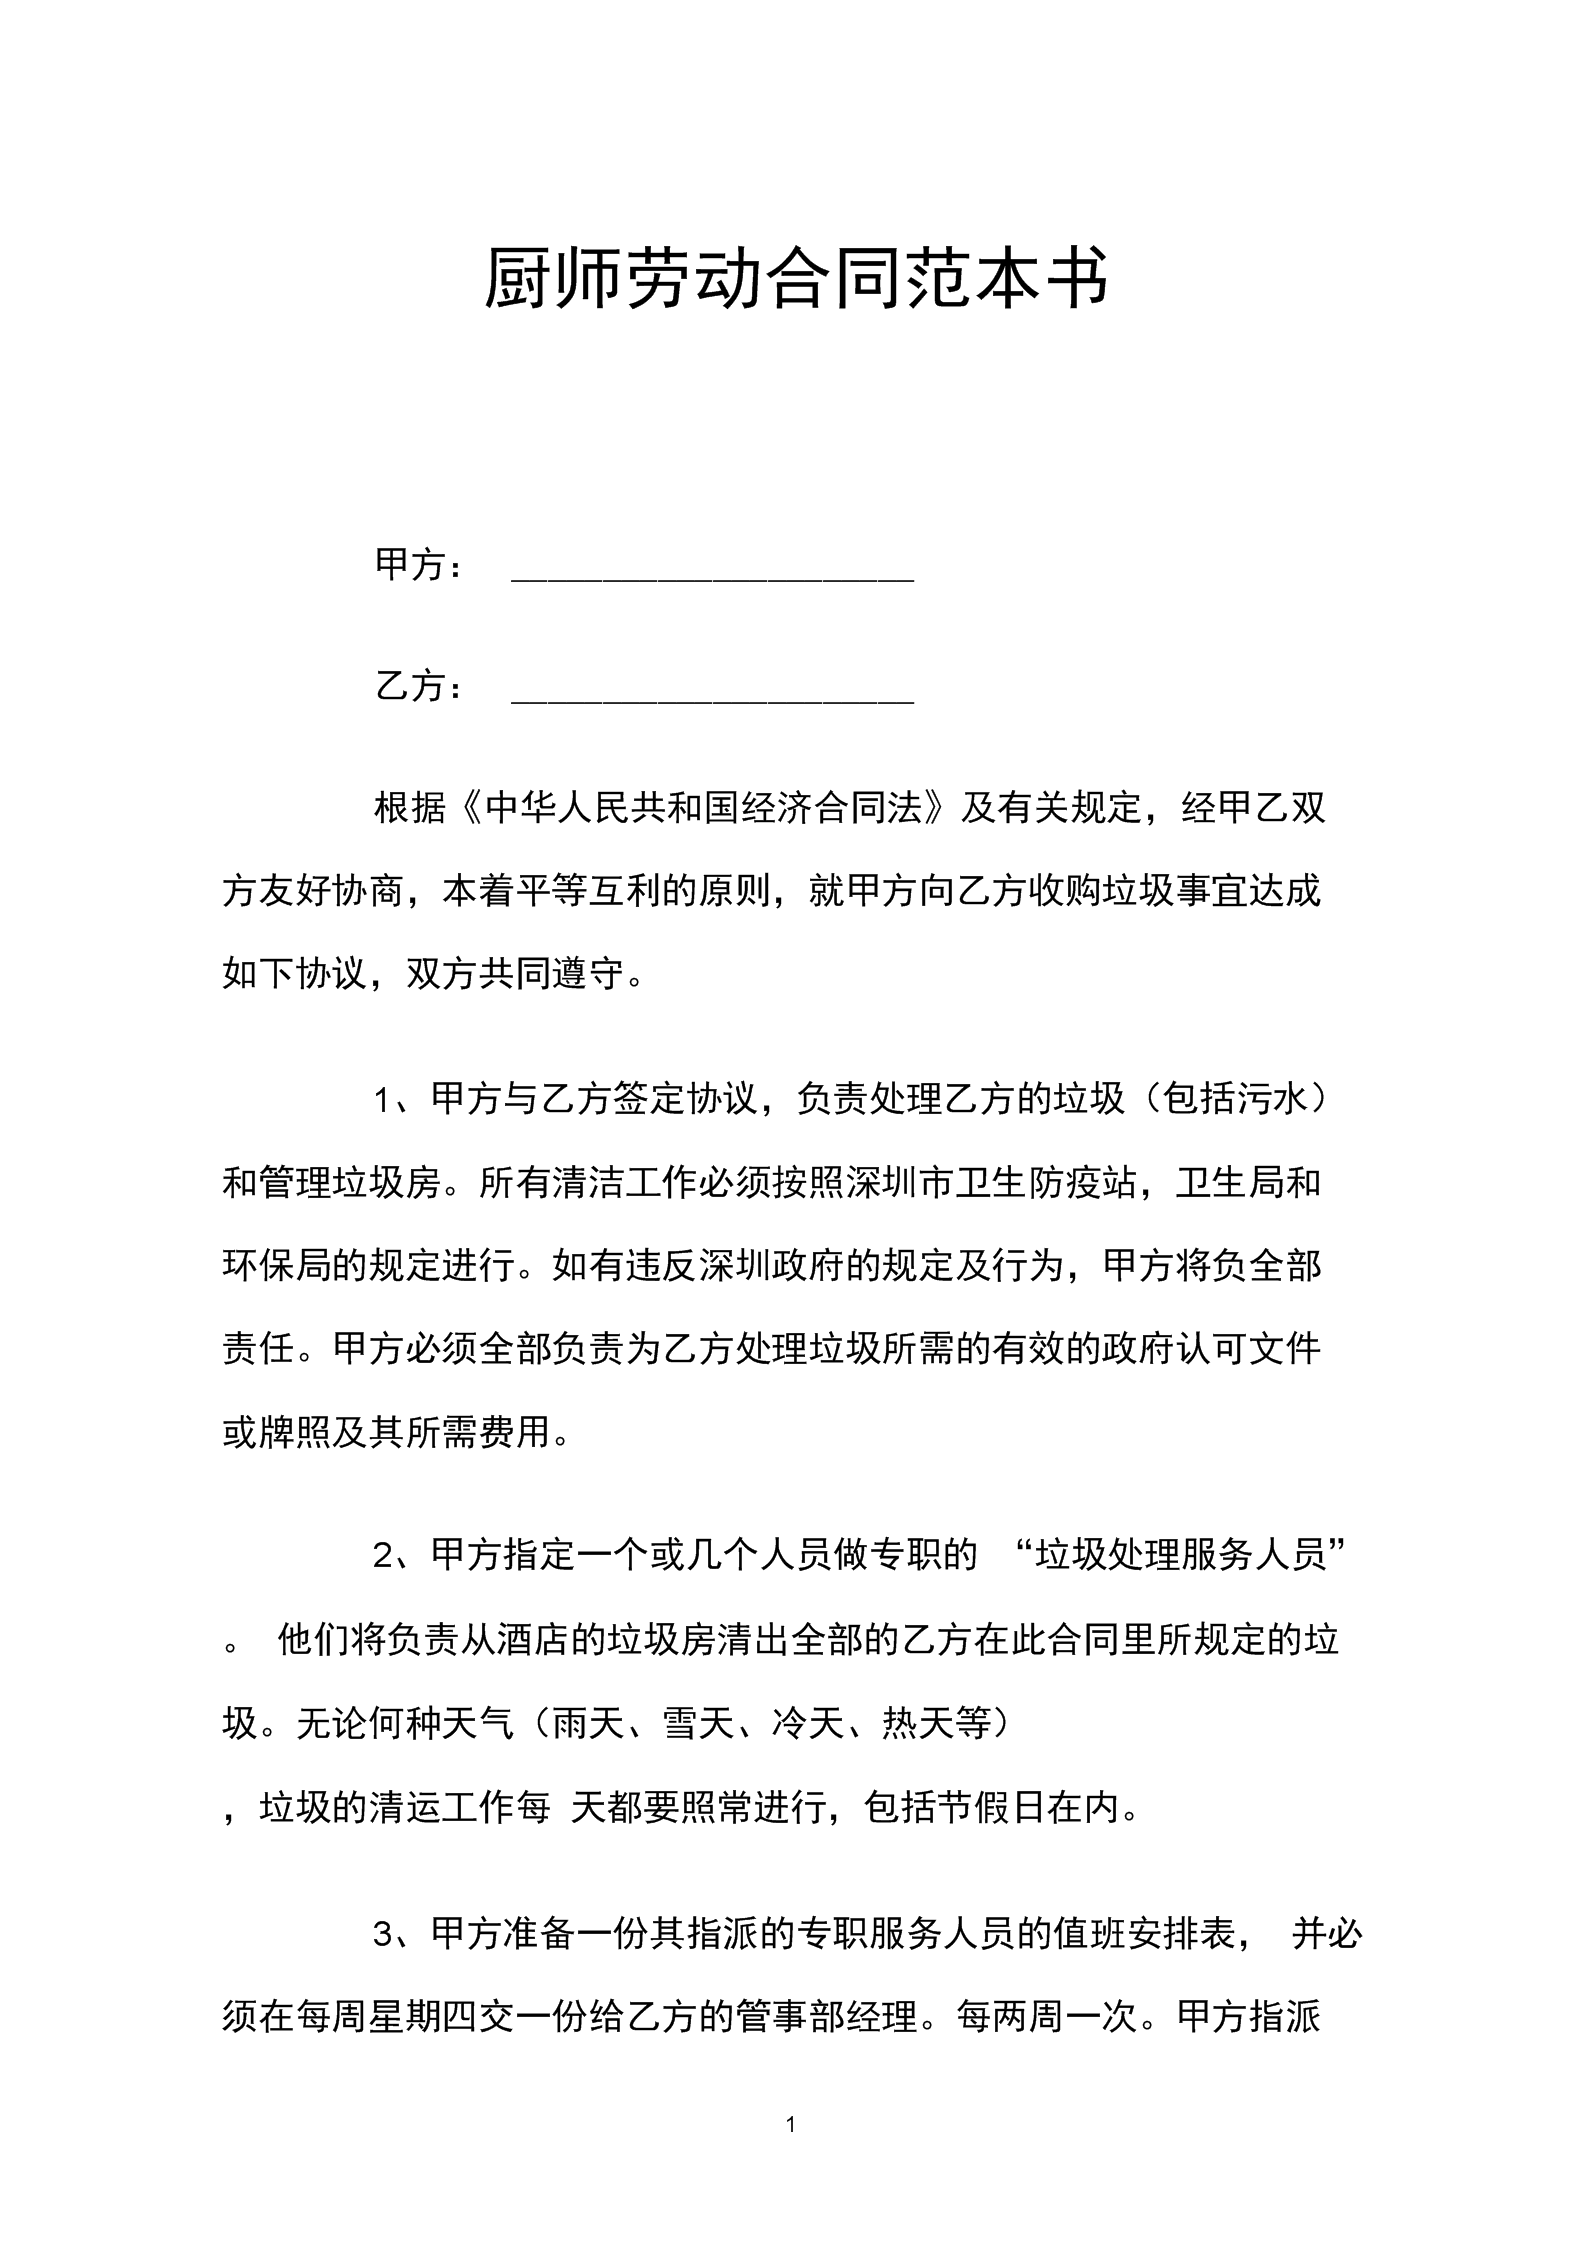 厨师劳动合同范本书
甲方： ______________________
乙方： ______________________
根据《中华人民共和国经济合同法》及有关规定，经甲乙双
方友好协商，本着平等互利的原则，就甲方向乙方收购垃圾事宜达成
如下协议，双方共同遵守。
1、甲方与乙方签定协议，负责处理乙方的垃圾（包括污水）
和管理垃圾房。所有清洁工作必须按照深圳市卫生防疫站，卫生局和
环保局的规定进行。如有违反深圳政府的规定及行为，甲方将负全部
责任。甲方必须全部负责为乙方处理垃圾所需的有效的政府认可文件
或牌照及其所需费用。
2、甲方指定一个或几个人员做专职的 “垃圾处理服务人员”
。 他们将负责从酒店的垃圾房清出全部的乙方在此合同里所规定的垃
圾。无论何种天气（雨天、雪天、冷天、热天等）
，垃圾的清运工作每 天都要照常进行，包括节假日在内。
3、甲方准备一份其指派的专职服务人员的值班安排表， 并必
须在每周星期四交一份给乙方的管事部经理。每两周一次。甲方指派
1